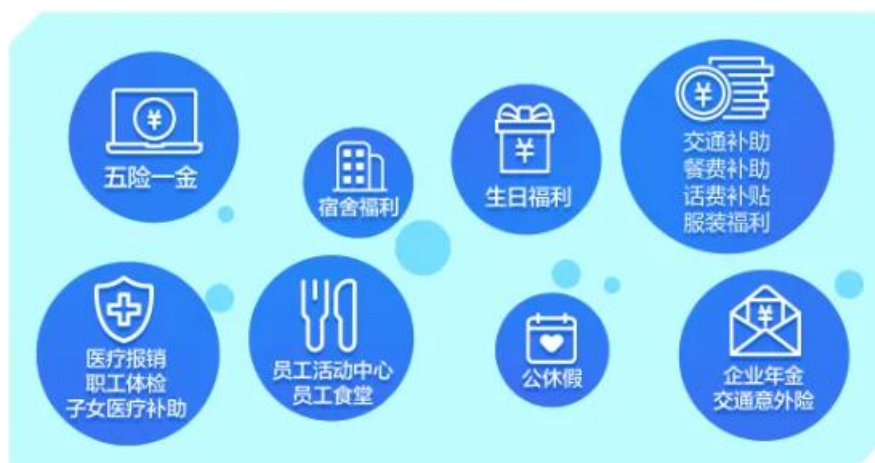 五险一金
宿舍福利
生日福利
交通补助
餐费补助
话费补贴
服装福利
医疗报销
职工体检
子女医疗补助
员工活动中心
员工食堂
公休假
企业年金
交通意外险